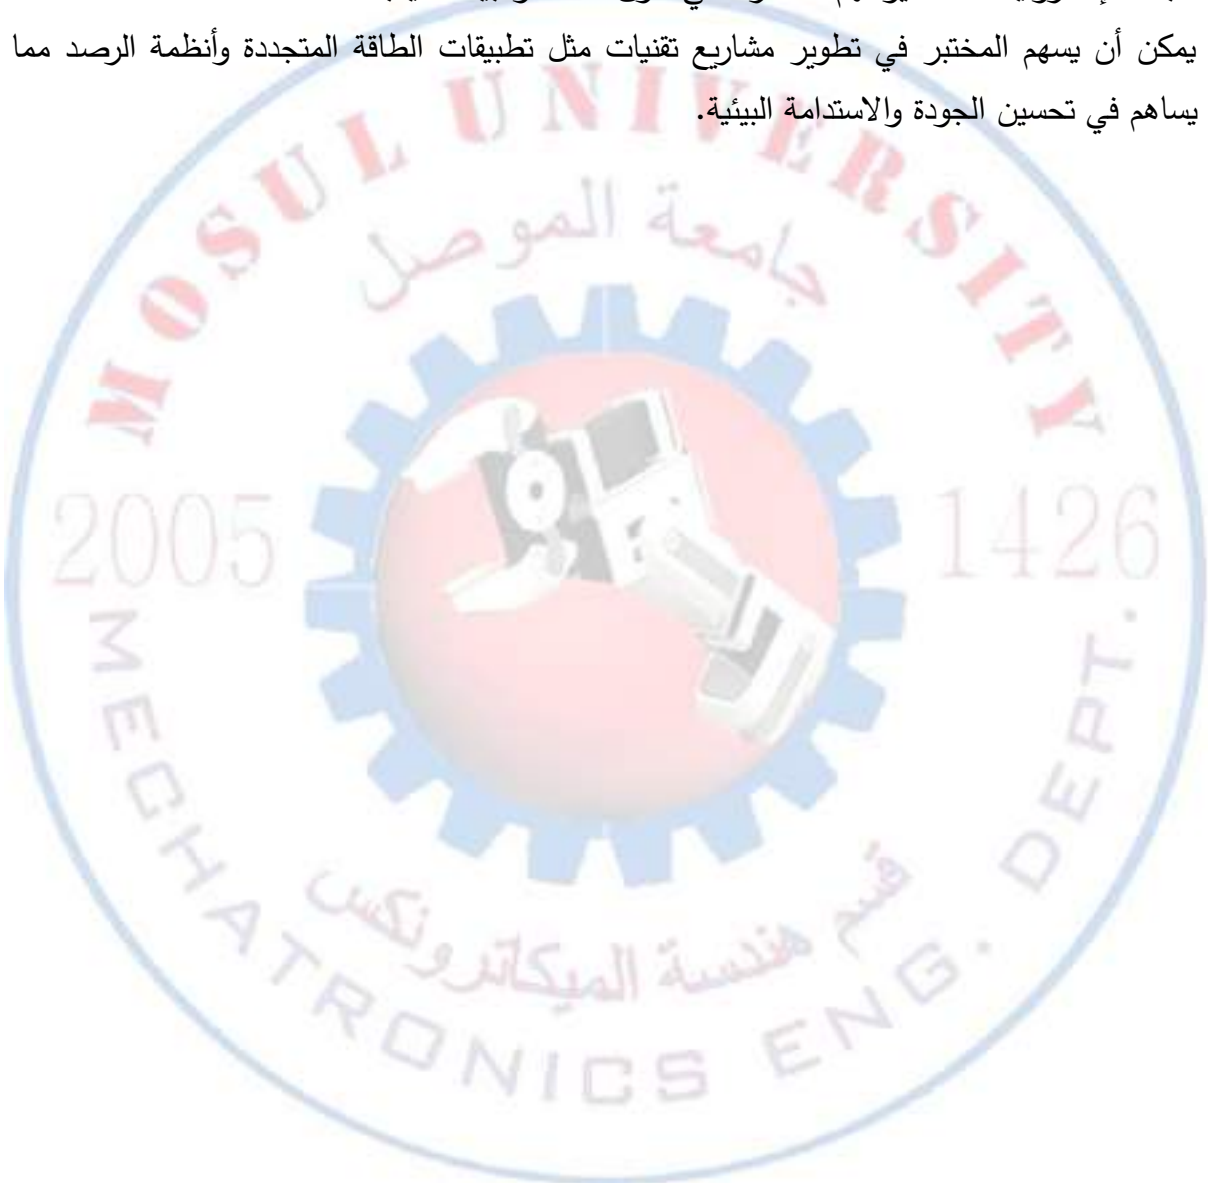 يمكن أن يسهم المختبر في تطوير مشاريع تقنيات مثل تطبيقات الطاقة المتجددة وأنظمة الرصد مما
يساهم في تحسين الجودة والاستدامة البيئية.
MOSUL UNIVERSITY
جامعة الموصل
2005
1426
قسم هندسة الميكاترونكس
MECHATRONICS ENG. DEPT.